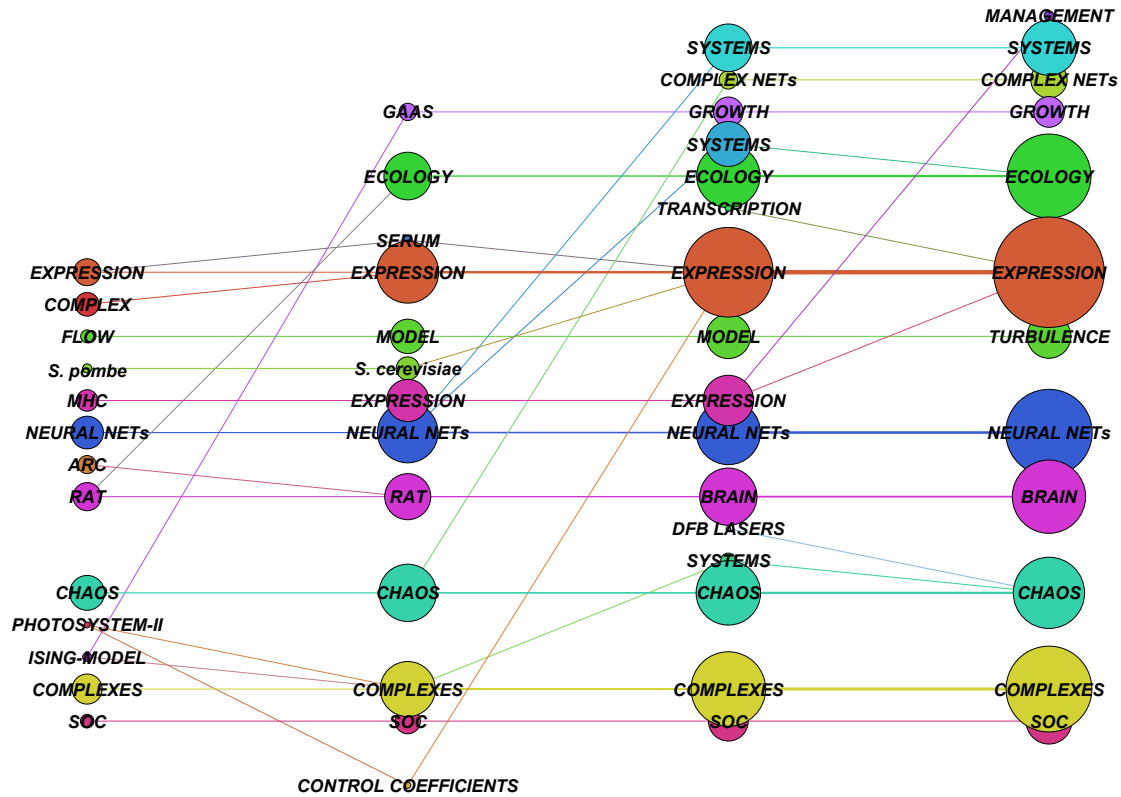 MANAGEMENT
SYSTEMS
SYSTEMS
COMPLEX NETs
COMPLEX NETs
GAAS
GROWTH
GROWTH
SYSTEMS
ECOLOGY
ECOLOGY
ECOLOGY
TRANSCRIPTION
SERUM
EXPRESSION
EXPRESSION
EXPRESSION
EXPRESSION
COMPLEX
FLOW
MODEL
MODEL
TURBULENCE
S. pombe
S. cerevisiae
MHC
EXPRESSION
EXPRESSION
NEURAL NETs
NEURAL NETs
NEURAL NETs
NEURAL NETs
ARC
RAT
RAT
BRAIN
BRAIN
DFB LASERS
SYSTEMS
CHAOS
CHAOS
CHAOS
CHAOS
PHOTOSYSTEM-II
ISING-MODEL
COMPLEXES
COMPLEXES
COMPLEXES
COMPLEXES
SOC
SOC
SOC
SOC
CONTROL COEFFICIENTS